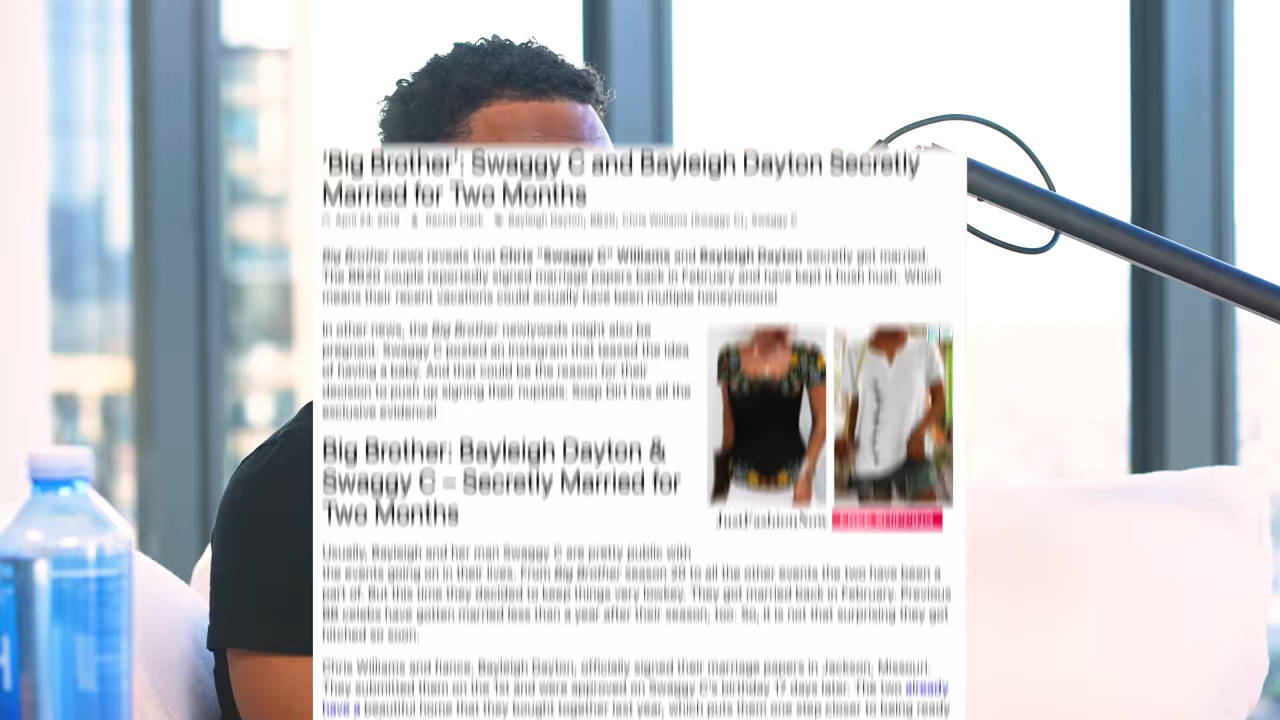 'Big Brother': Swaggy C and Bayleigh Dayton Secretly
Married for Two Months
Bayleigh Dayton, BB20, Chris Williams (Swaggy C), Swaggy C
Big Brother news reveals that Chris "Swaggy C" Williams and Bayleigh Dayton secretly got married.
The BB20 couple reportedly signed marriage papers back in February and have kept it hush hush. Which
means their recent vacations could actually have been multiple honeymoons!
In other news, the Big Brother newlyweds might also be
pregnant. Swaggy C posted an Instagram that teased the idea
of having a baby. And that could be the reason for their
decision to push up signing their nuptials. Soap Dirt has all the
exclusive evidence!
Big Brother: Bayleigh Dayton &
Swaggy C – Secretly Married for
Two Months
JustFashionNow
Usually, Bayleigh and her man Swaggy C are pretty public with
the events going on in their lives. From Big Brother season 20 to all the other events the two have been a
part of. But this time they decided to keep things very lowkey. They got married back in February. Previous
BB celebs have gotten married less than a year after their season, too. So, it is not that surprising they got
hitched so soon.
Chris Williams and fiance, Bayleigh Dayton, officially signed their marriage papers in Jackson, Missouri.
They submitted them on the 1st and were approved on Swaggy C's birthday 17 days later. The two already
have a beautiful home that they bought together last year, which puts them one step closer to being ready